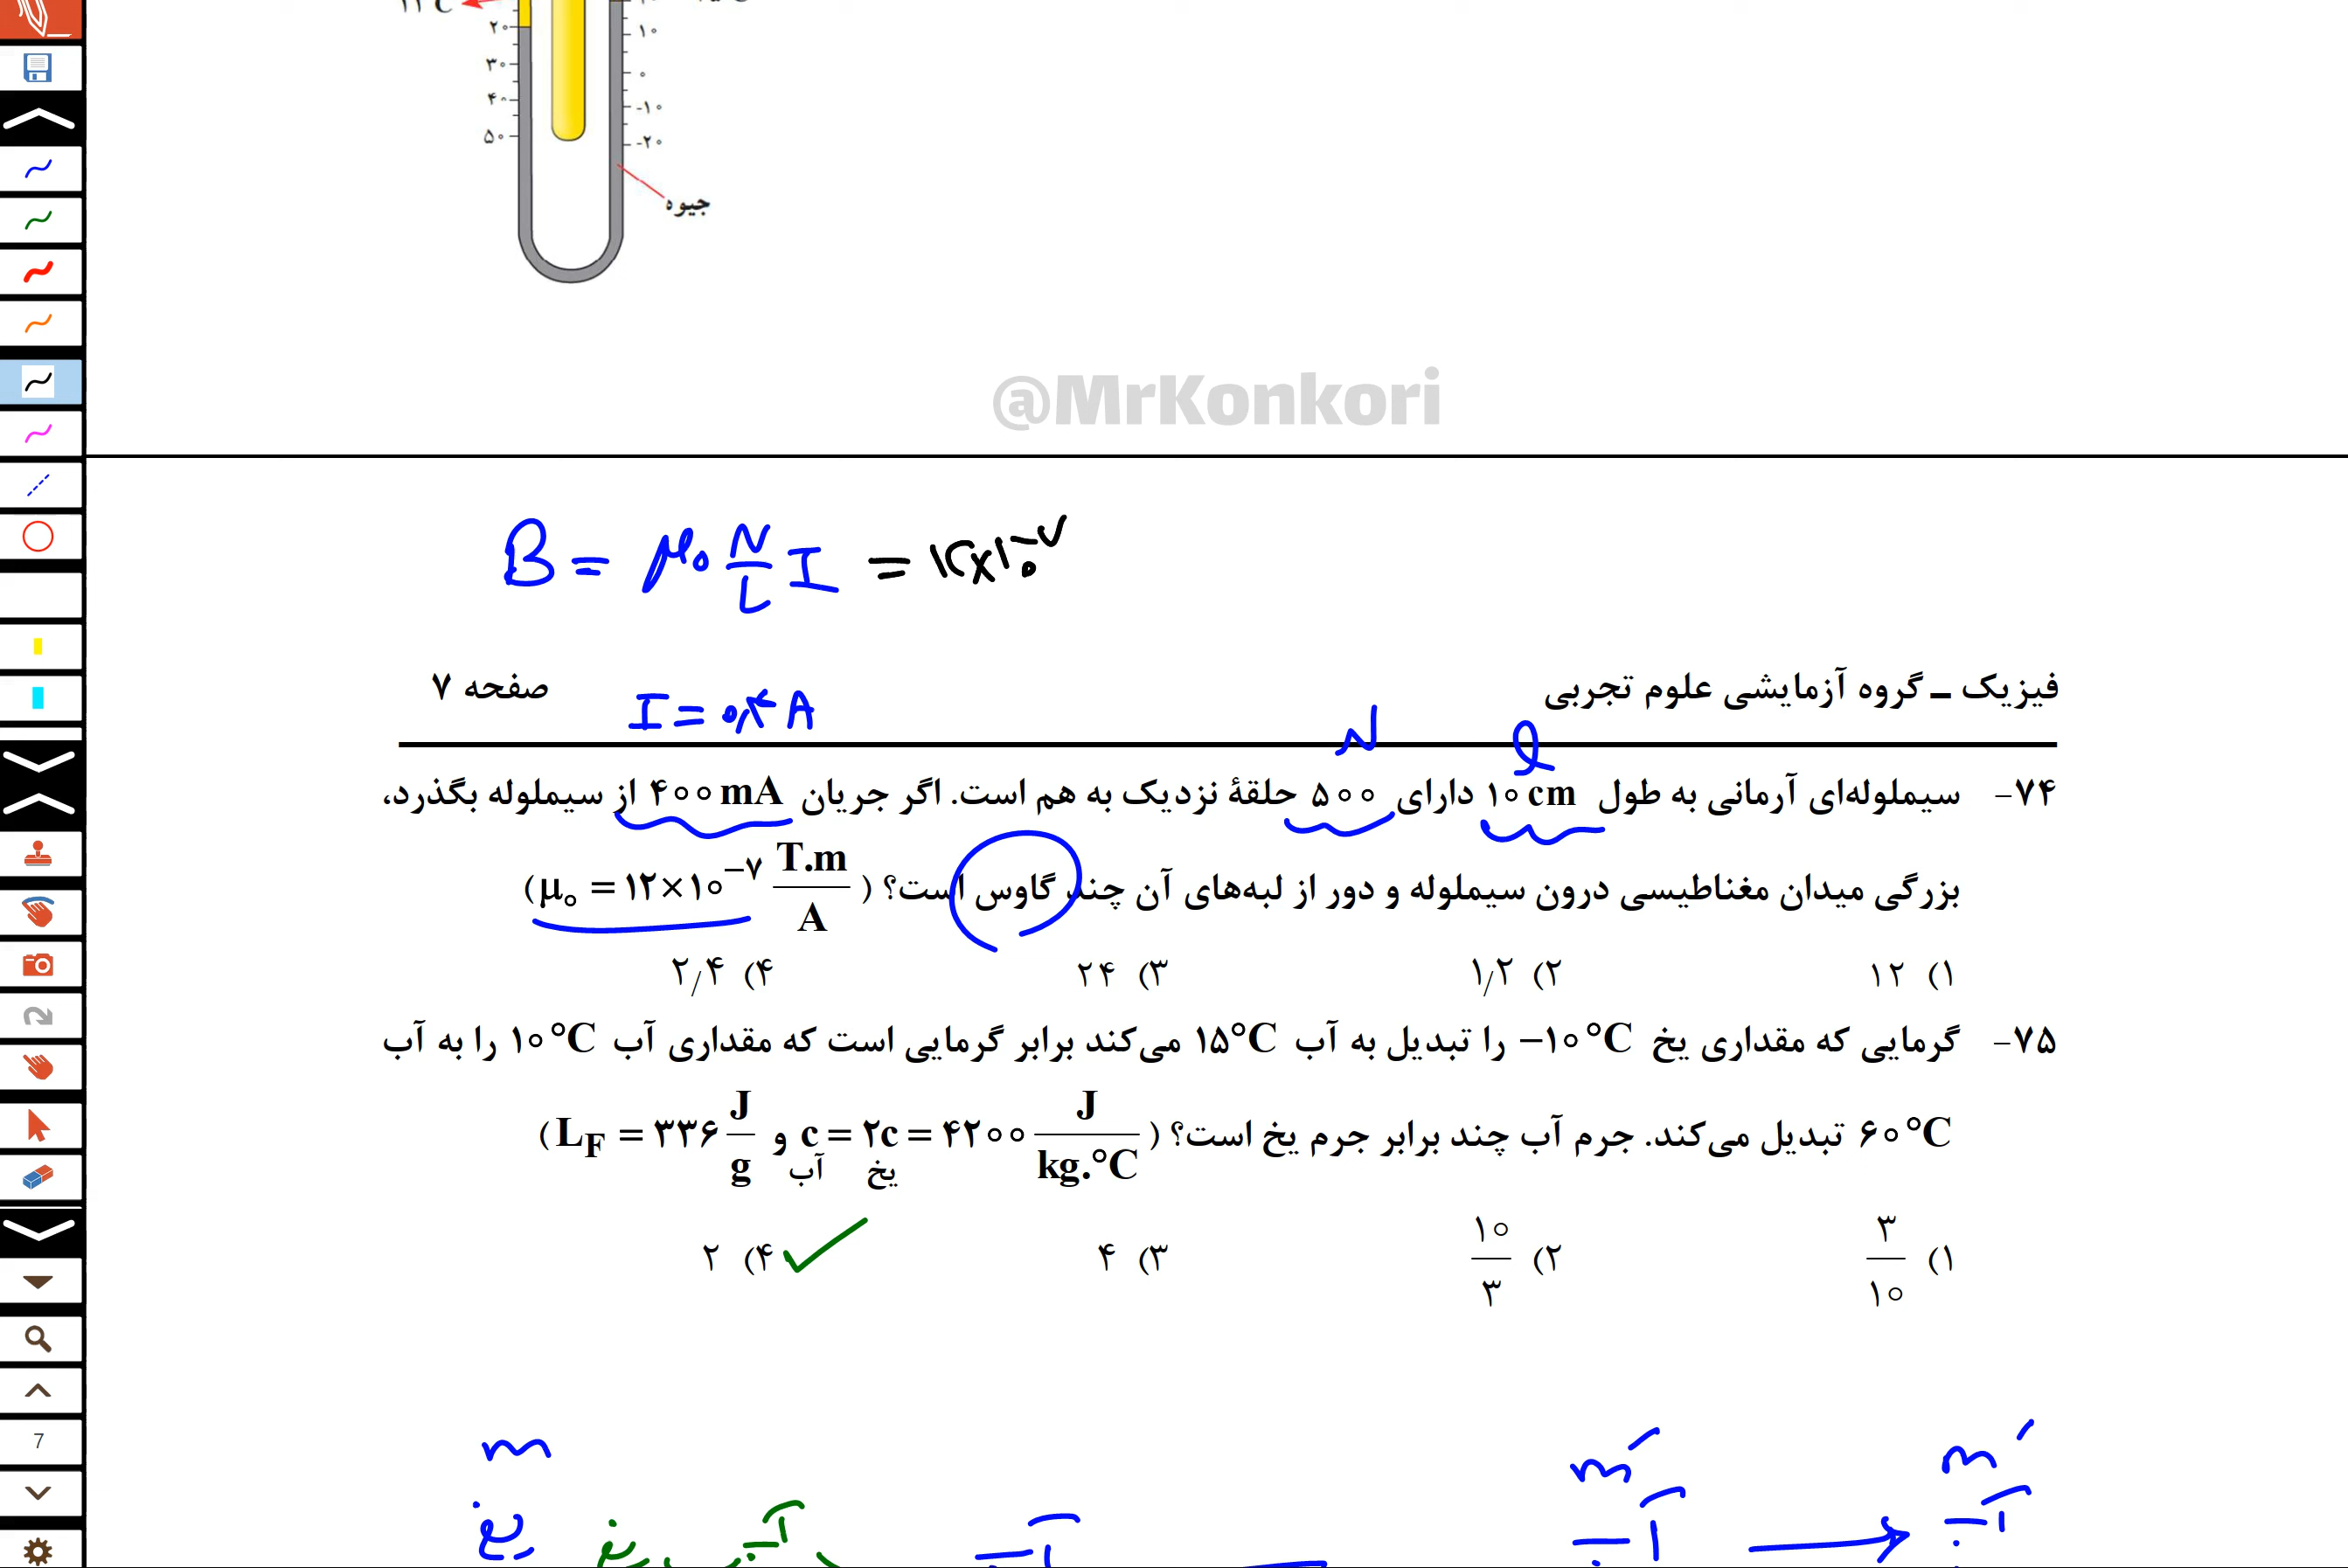 ۲۰ ۱۰
۳۰ ۰
۴۰ -۱۰
۵۰ -۲۰
جیوه
@MrKonkori
B = μ₀ N/L I = ۱۲×۱۰⁻⁷
فیزیک ـ گروه آزمایشی علوم تجربی صفحه ۷
I = ۰٫۴ A
N l
۷۴- سیملوله‌ای آرمانی به طول ۱۰ cm دارای ۵۰۰ حلقهٔ نزدیک به هم است. اگر جریان ۴۰۰ mA از سیملوله بگذرد،
بزرگی میدان مغناطیسی درون سیملوله و دور از لبه‌های آن چند گاوس است؟ (μ₀ = ۱۲×۱۰⁻⁷ T.m/A)
۱) ۱۲ ۲) ۱/۲ ۳) ۲۴ ۴) ۲/۴
۷۵- گرمایی که مقداری یخ ‎−۱۰°C را تبدیل به آب ۱۵°C می‌کند برابر گرمایی است که مقداری آب ۱۰°C را به آب
۶۰°C تبدیل می‌کند. جرم آب چند برابر جرم یخ است؟ (L_F = ۳۳۶ J/g و c آب = ۲c یخ = ۴۲۰۰ J/kg.°C)
۱) ۳/۱۰ ۲) ۱۰/۳ ۳) ۴ ۴) ۲
m m′ m′
یخ یخ آب آب آب
7